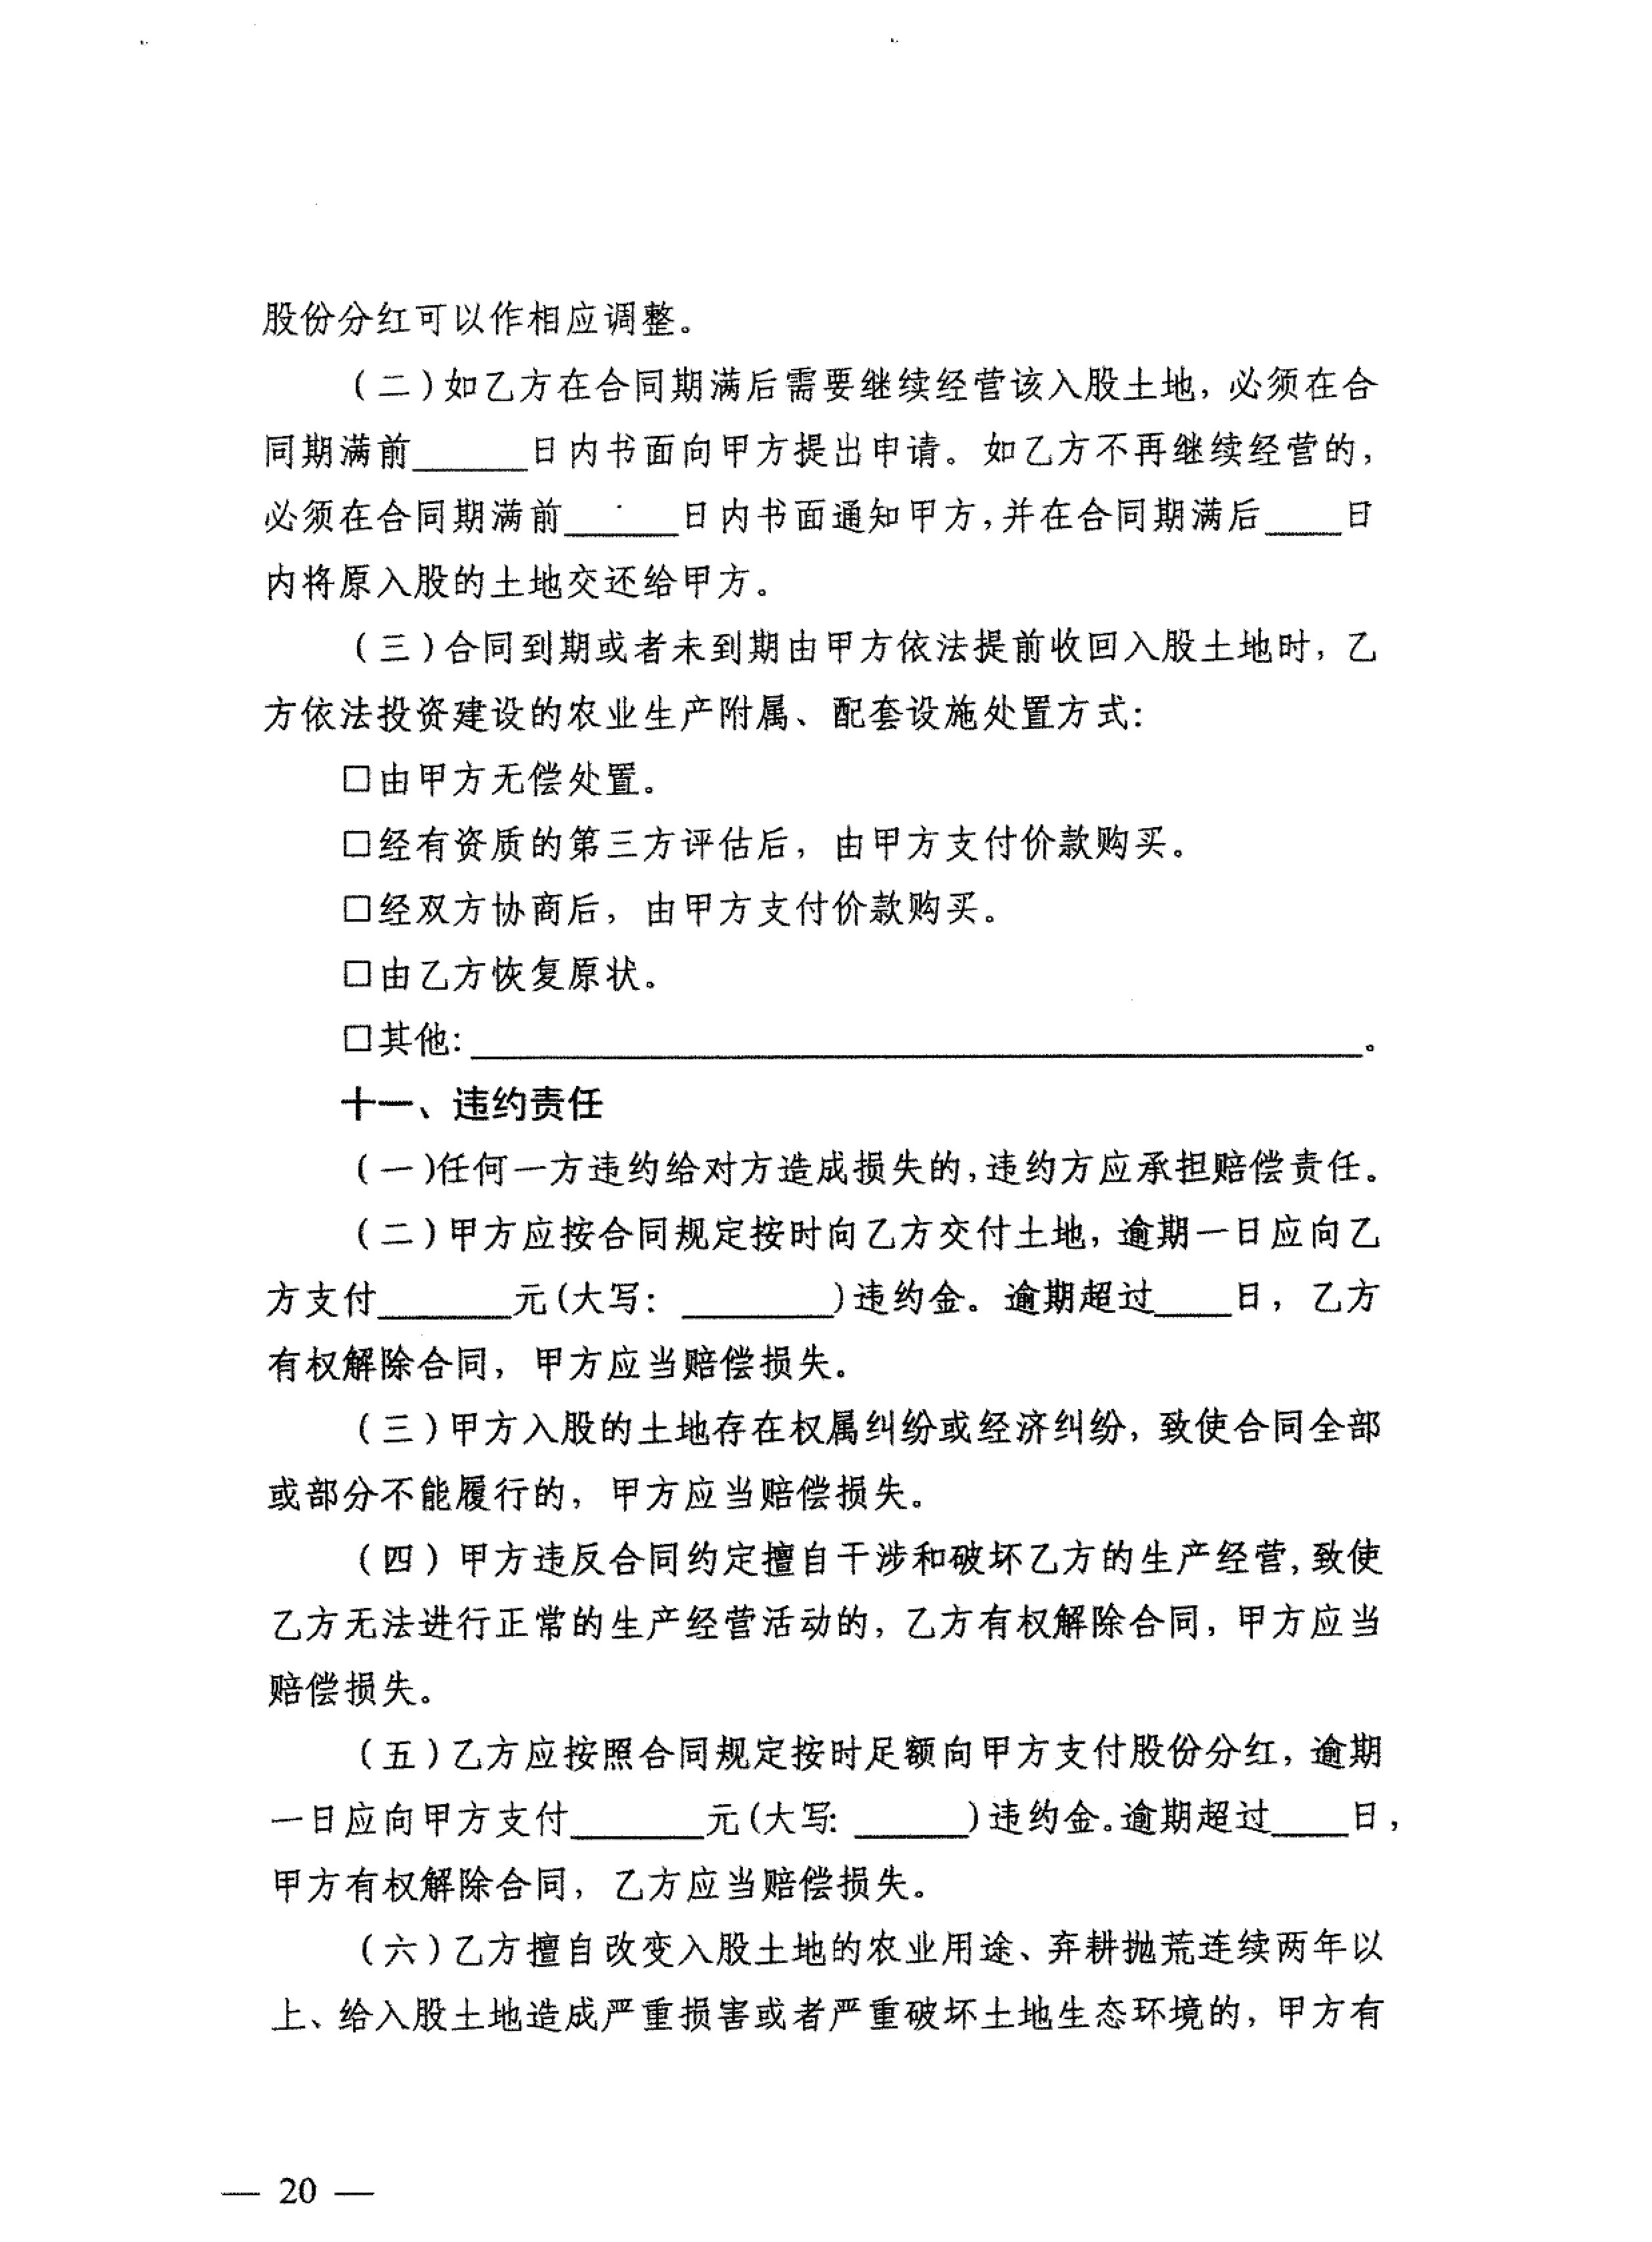 股份分红可以作相应调整。
（二）如乙方在合同期满后需要继续经营该入股土地，必须在合
同期满前______日内书面向甲方提出申请。如乙方不再继续经营的，
必须在合同期满前______日内书面通知甲方，并在合同期满后____日
内将原入股的土地交还给甲方。
（三）合同到期或者未到期由甲方依法提前收回入股土地时，乙
方依法投资建设的农业生产附属、配套设施处置方式：
□由甲方无偿处置。
□经有资质的第三方评估后，由甲方支付价款购买。
□经双方协商后，由甲方支付价款购买。
□由乙方恢复原状。
□其他：______________________________________________。
十一、违约责任
（一）任何一方违约给对方造成损失的，违约方应承担赔偿责任。
（二）甲方应按合同规定按时向乙方交付土地，逾期一日应向乙
方支付_______元(大写：________)违约金。逾期超过____日，乙方
有权解除合同，甲方应当赔偿损失。
（三）甲方入股的土地存在权属纠纷或经济纠纷，致使合同全部
或部分不能履行的，甲方应当赔偿损失。
（四）甲方违反合同约定擅自干涉和破坏乙方的生产经营，致使
乙方无法进行正常的生产经营活动的，乙方有权解除合同，甲方应当
赔偿损失。
（五）乙方应按照合同规定按时足额向甲方支付股份分红，逾期
一日应向甲方支付_______元(大写：______)违约金。逾期超过____日，
甲方有权解除合同，乙方应当赔偿损失。
（六）乙方擅自改变入股土地的农业用途、弃耕抛荒连续两年以
上、给入股土地造成严重损害或者严重破坏土地生态环境的，甲方有
— 20 —